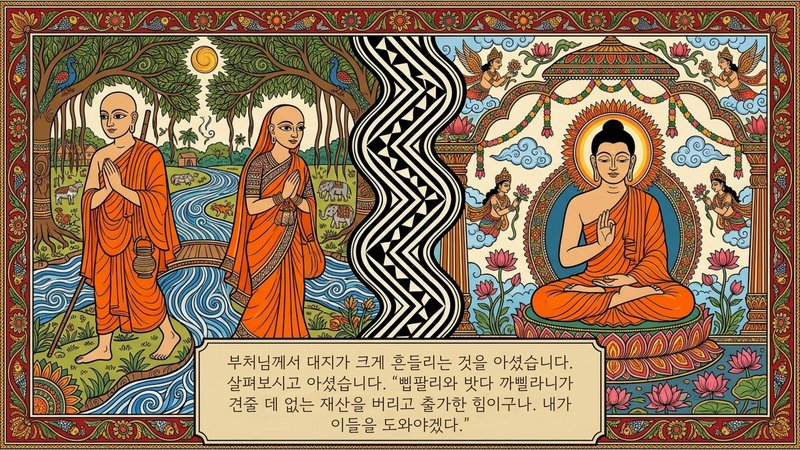 부처님께서 대지가 크게 흔들리는 것을 아셨습니다.
살펴보시고 아셨습니다. “삡팔리와 밧다 까삘라니가
견줄 데 없는 재산을 버리고 출가한 힘이구나. 내가
이들을 도와야겠다.”